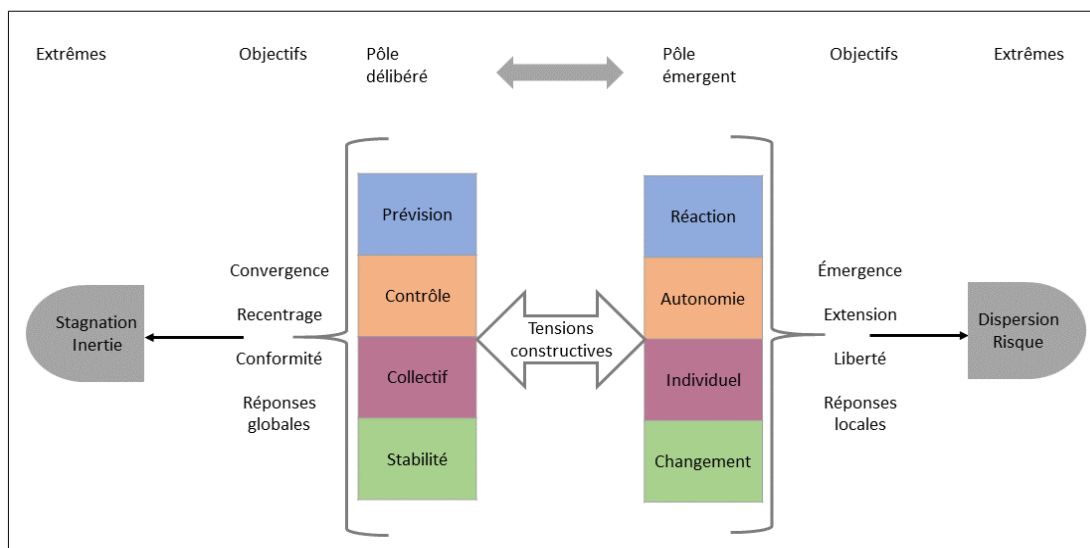 Extrêmes
Objectifs
Pôle
délibéré
Pôle
émergent
Objectifs
Extrêmes
Stagnation
Inertie
Convergence
Recentrage
Conformité
Réponses
globales
Prévision
Contrôle
Collectif
Stabilité
Tensions
constructives
Réaction
Autonomie
Individuel
Changement
Émergence
Extension
Liberté
Réponses
locales
Dispersion
Risque